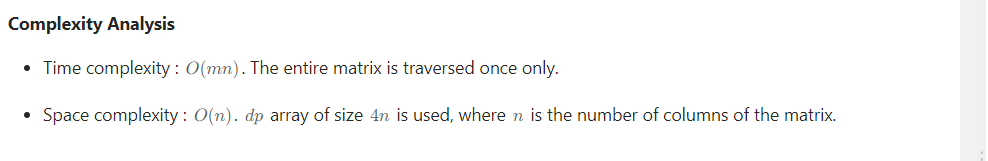 Complexity Analysis
• Time complexity : O(mn). The entire matrix is traversed once only.
• Space complexity : O(n). dp array of size 4n is used, where n is the number of columns of the matrix.